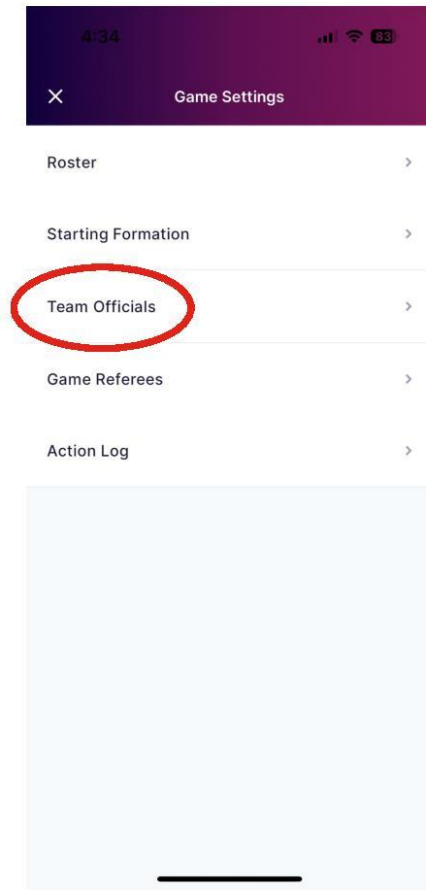 4:34
83
Game Settings
Roster
Starting Formation
Team Officials
Game Referees
Action Log